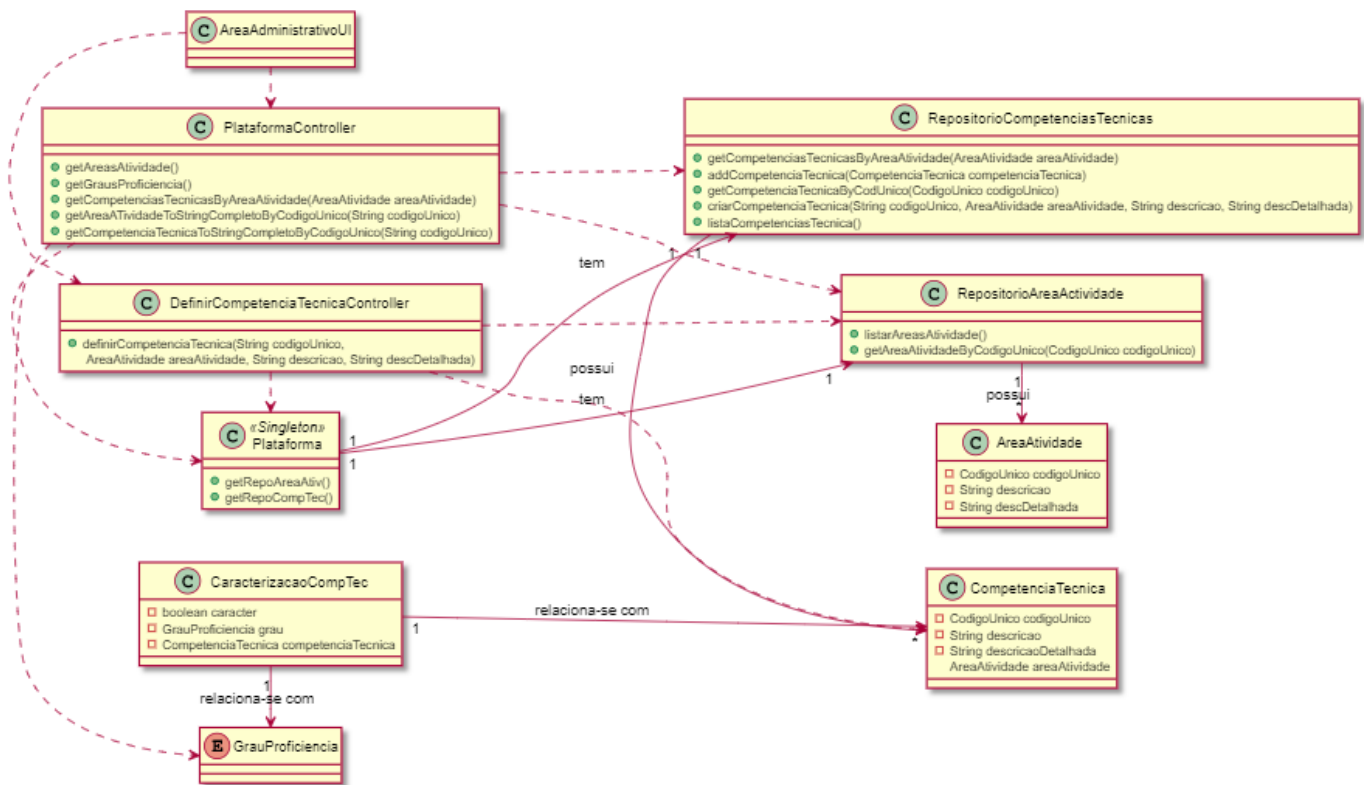 C AreaAdministrativoUI
C PlataformaController
getAreasAtividade()
getGrausProficiencia()
getCompetenciasTecnicasByAreaAtividade(AreaAtividade areaAtividade)
getAreaATividadeToStringCompletoByCodigoUnico(String codigoUnico)
getCompetenciaTecnicaToStringCompletoByCodigoUnico(String codigoUnico)
C RepositorioCompetenciasTecnicas
getCompetenciasTecnicasByAreaAtividade(AreaAtividade areaAtividade)
addCompetenciaTecnica(CompetenciaTecnica competenciaTecnica)
getCompetenciaTecnicaByCodUnico(CodigoUnico codigoUnico)
criarCompetenciaTecnica(String codigoUnico, AreaAtividade areaAtividade, String descricao, String descDetalhada)
listaCompetenciasTecnica()
1 1
tem
C DefinirCompetenciaTecnicaController
definirCompetenciaTecnica(String codigoUnico,
AreaAtividade areaAtividade, String descricao, String descDetalhada)
C RepositorioAreaActividade
listarAreasAtividade()
getAreaAtividadeByCodigoUnico(CodigoUnico codigoUnico)
possui
1
1
possui
*
tem
C «Singleton»
Plataforma
getRepoAreaAtiv()
getRepoCompTec()
1
1
C AreaAtividade
CodigoUnico codigoUnico
String descricao
String descDetalhada
C CaracterizacaoCompTec
boolean caracter
GrauProficiencia grau
CompetenciaTecnica competenciaTecnica
relaciona-se com
1
*
C CompetenciaTecnica
CodigoUnico codigoUnico
String descricao
String descricaoDetalhada
AreaAtividade areaAtividade
1
relaciona-se com
E GrauProficiencia